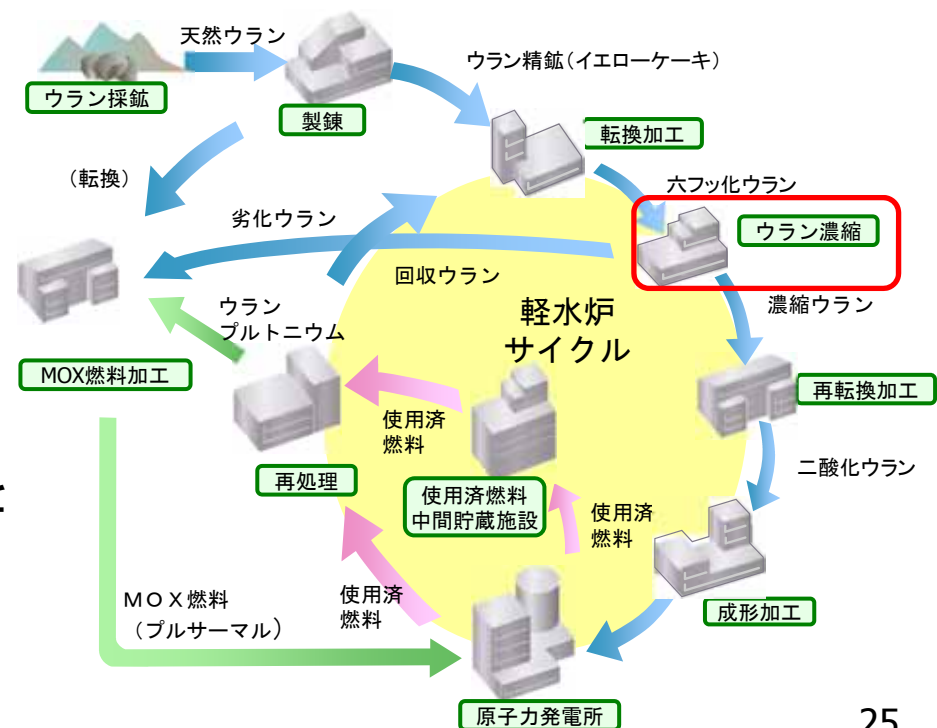 天然ウラン
ウラン採鉱
製錬
ウラン精鉱(イエローケーキ)
転換加工
(転換)
六フッ化ウラン
劣化ウラン
ウラン濃縮
回収ウラン
濃縮ウラン
ウラン
プルトニウム
軽水炉
サイクル
MOX燃料加工
再転換加工
使用済
燃料
再処理
使用済燃料
中間貯蔵施設
二酸化ウラン
使用済
燃料
MOX燃料
(プルサーマル)
使用済
燃料
成形加工
原子力発電所
25